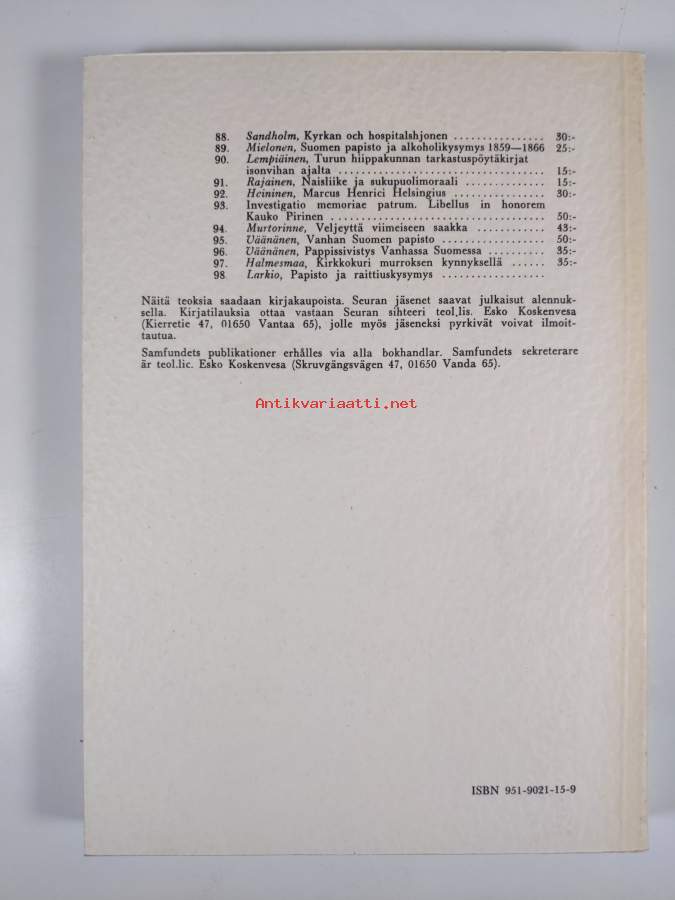 88. Sandholm, Kyrkan och hospitalshjonen ................ 30:-
89. Mielonen, Suomen papisto ja alkoholikysymys 1859—1866 25:-
90. Lempiäinen, Turun hiippakunnan tarkastuspöytäkirjat
isonvihan ajalta .................................... 15:-
91. Rajainen, Naisliike ja sukupuolimoraali ............... 15:-
92. Heininen, Marcus Henrici Helsingius ................ 30:-
93. Investigatio memoriae patrum. Libellus in honorem
Kauko Pirinen ...................................... 50:-
94. Murtorinne, Veljeyttä viimeiseen saakka ............. 43:-
95. Väänänen, Vanhan Suomen papisto .................. 50:-
96. Väänänen, Pappissivistys Vanhassa Suomessa .......... 35:-
97. Halmesmaa, Kirkkokuri murroksen kynnyksellä ...... 35:-
98 Larkio, Papisto ja raittiuskysymys ..................
Näitä teoksia saadaan kirjakaupoista. Seuran jäsenet saavat julkaisut alennuk-
sella. Kirjatilauksia ottaa vastaan Seuran sihteeri teol.lis. Esko Koskenvesa
(Kierretie 47, 01650 Vantaa 65), jolle myös jäseneksi pyrkivät voivat ilmoit-
tautua.
Samfundets publikationer erhålles via alla bokhandlar. Samfundets sekreterare
är teol.lic. Esko Koskenvesa (Skruvgängsvägen 47, 01650 Vanda 65).
Antikvariaatti.net
ISBN 951-9021-15-9